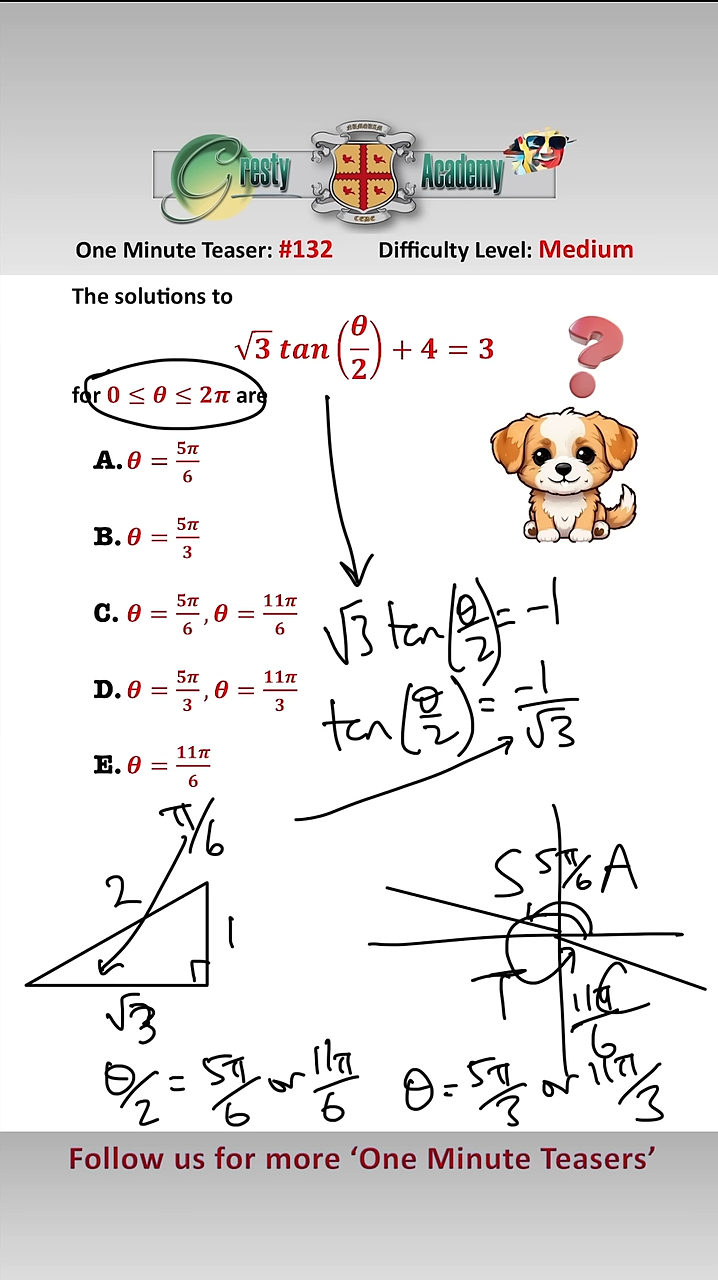 Gresty Academy
NUMQUAM
CEDE
One Minute Teaser: #132 Difficulty Level: Medium
The solutions to
√3 tan(θ/2) + 4 = 3
for 0 ≤ θ ≤ 2π are
A. θ = 5π/6
B. θ = 5π/3
C. θ = 5π/6, θ = 11π/6
D. θ = 5π/3, θ = 11π/3
E. θ = 11π/6
√3 tan(θ/2) = -1
tan(θ/2) = -1/√3
π/6
2
1
√3
S 5π/6 A
T 11π/6 C
θ/2 = 5π/6 or 11π/6 θ = 5π/3 or 11π/3
Follow us for more ‘One Minute Teasers’